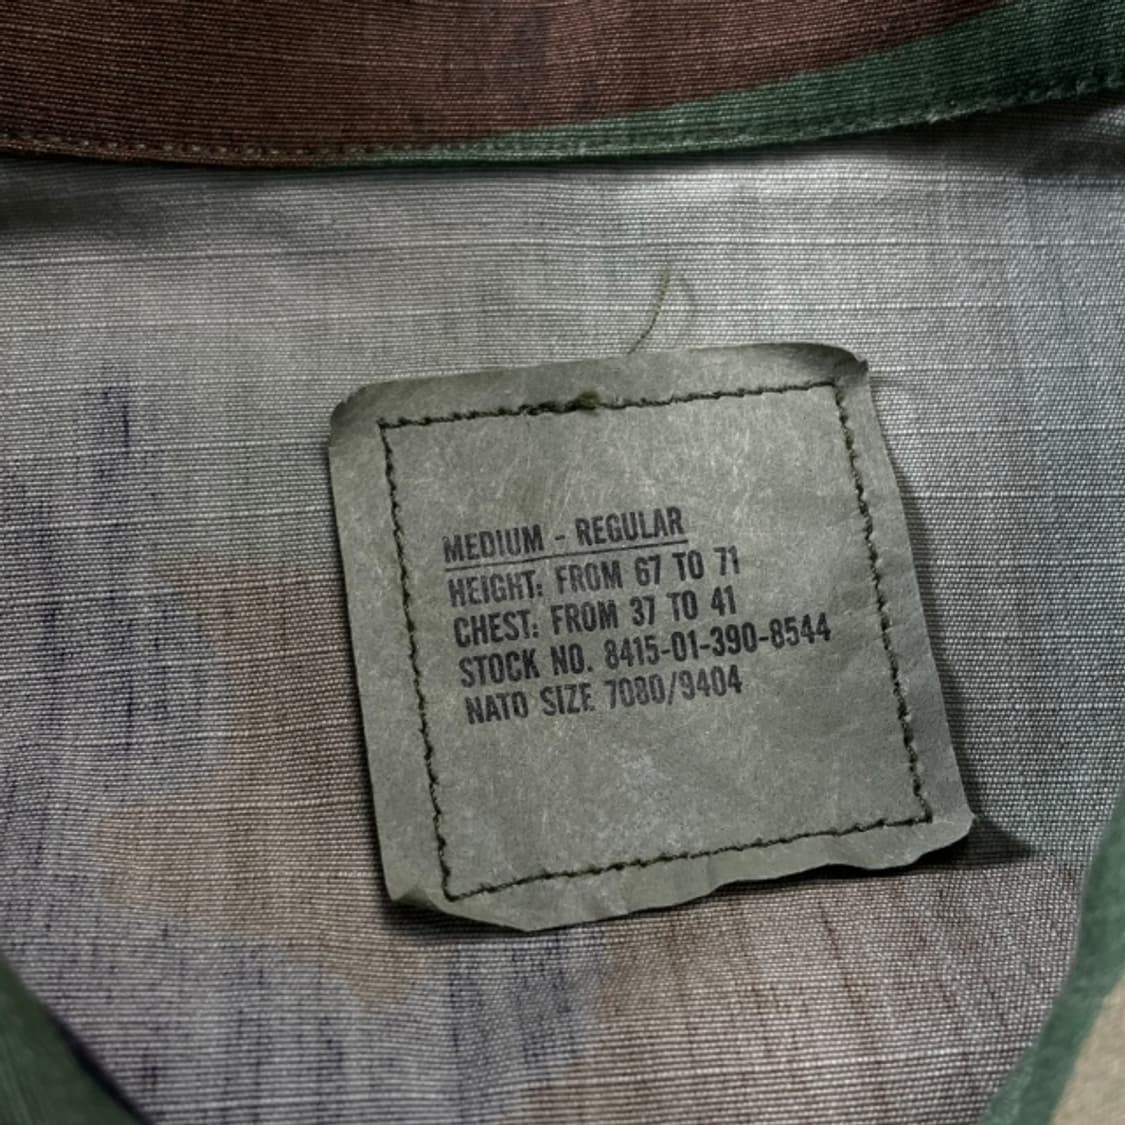 MEDIUM - REGULAR
HEIGHT: FROM 67 TO 71
CHEST: FROM 37 TO 41
STOCK NO. 8415-01-390-8544
NATO SIZE 7080/9404